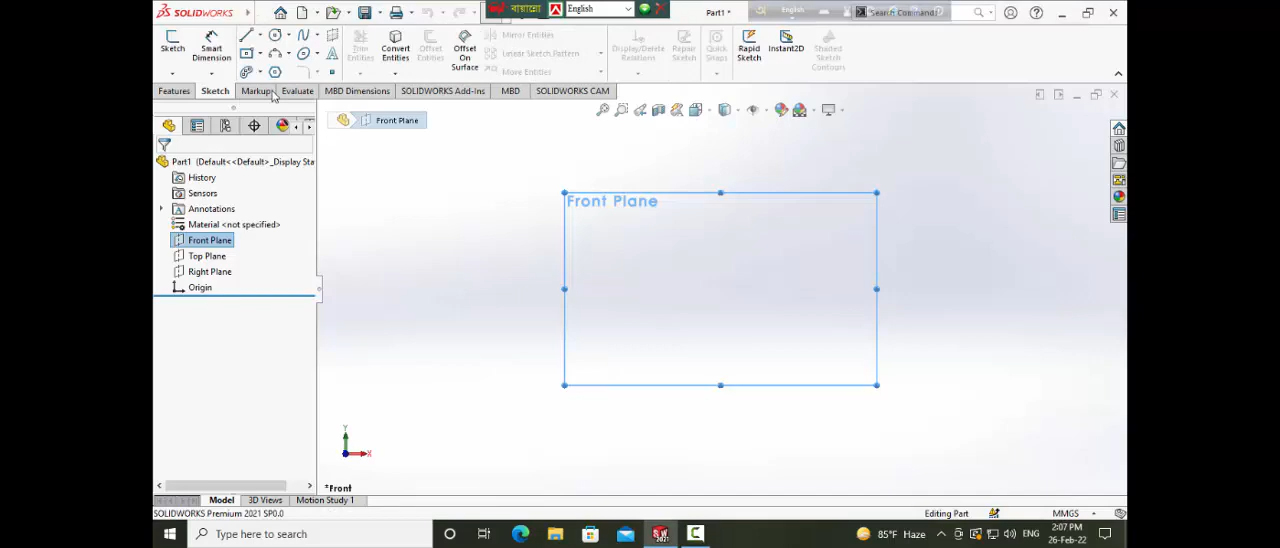 SOLIDWORKS
বায়ান্নো
English
Part1 *
English
Search Command
Sketch
Smart Dimension
Trim Entities
Convert Entities
Offset Entities
Offset On Surface
Mirror Entities
Linear Sketch Pattern
More Entities
Display/Delete Relations
Repair Sketch
Quick Snaps
Rapid Sketch
Instant2D
Shaded Sketch Contours
Features
Sketch
Markup
Evaluate
MBD Dimensions
SOLIDWORKS Add-Ins
MBD
SOLIDWORKS CAM
Front Plane
Part1 (Default<<Default>_Display Sta
History
Sensors
Annotations
Material <not specified>
Front Plane
Top Plane
Right Plane
Origin
Front Plane
Y
X
*Front
Model
3D Views
Motion Study 1
SOLIDWORKS Premium 2021 SP0.0
Editing Part
MMGS
Type here to search
SW
2021
85°F Haze
ENG
2:07 PM
26-Feb-22